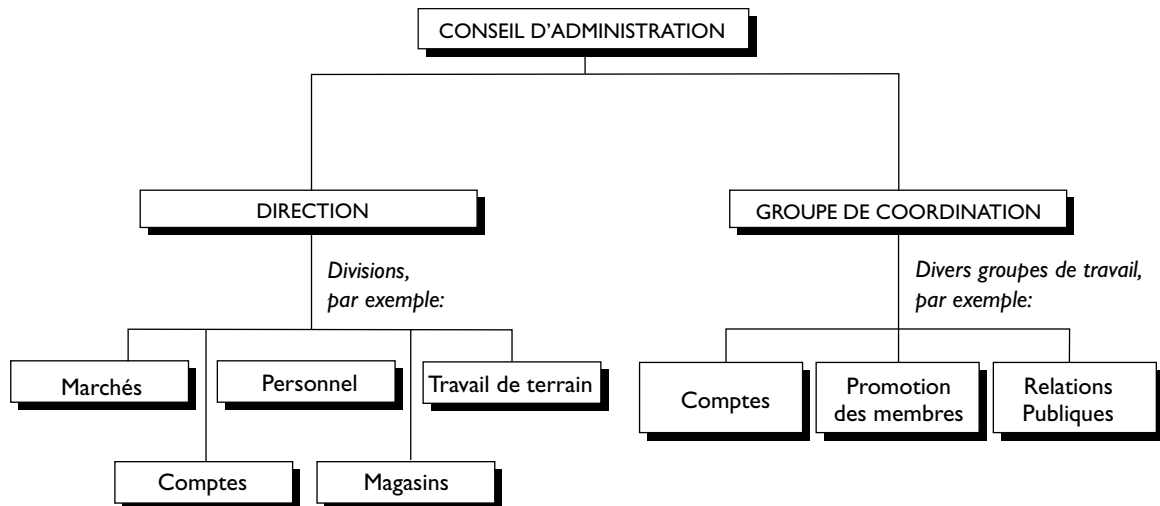 CONSEIL D’ADMINISTRATION
DIRECTION
GROUPE DE COORDINATION
Divisions,
par exemple:
Divers groupes de travail,
par exemple:
Marchés
Personnel
Travail de terrain
Comptes
Magasins
Comptes
Promotion
des membres
Relations
Publiques